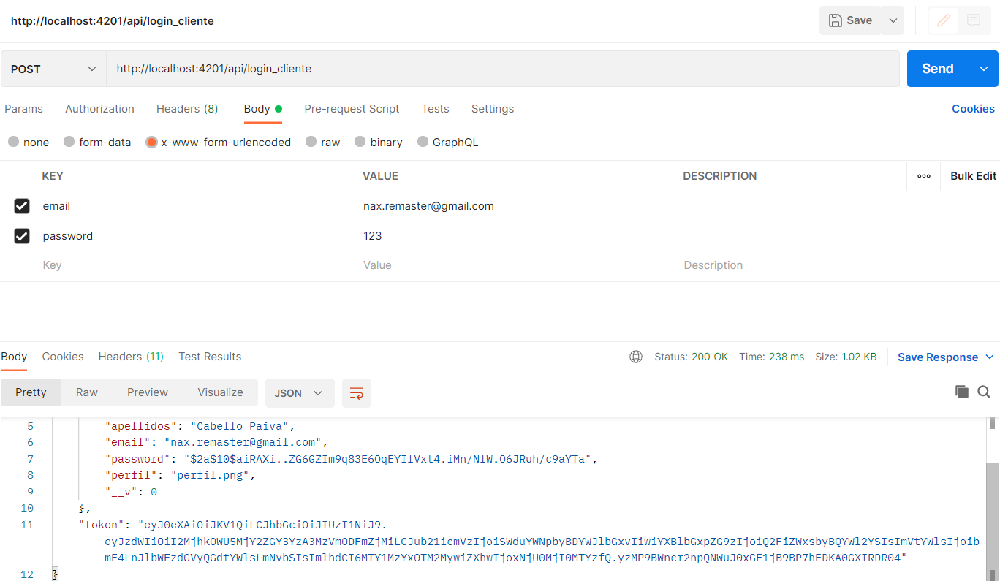 http://localhost:4201/api/login_cliente Save
POST http://localhost:4201/api/login_cliente Send
Params Authorization Headers (8) Body Pre-request Script Tests Settings Cookies
none form-data x-www-form-urlencoded raw binary GraphQL
KEY VALUE DESCRIPTION Bulk Edit
email nax.remaster@gmail.com
password 123
Key Value Description
Body Cookies Headers (11) Test Results Status: 200 OK Time: 238 ms Size: 1.02 KB Save Response
Pretty Raw Preview Visualize JSON
5 "apellidos": "Cabello Paiva",
6 "email": "nax.remaster@gmail.com",
7 "password": "$2a$10$aiRAXi..ZG6GZIm9q83E6OqEYIfVxt4.iMn/NlW.O6JRuh/c9aYTa",
8 "perfil": "perfil.png",
9 "__v": 0
10 },
11 "token": "eyJ0eXAiOiJKV1QiLCJhbGciOiJIUzI1NiJ9.
eyJzdWIiOiI2MjhkOWU5MjY2ZGY3YzA3MzVmODFmZjMiLCJub21icmVzIjoiSWduYWNpbyBDYWJlbGxvIiwiYXBlbGxpZG9zIjoiQ2FiZWxsbyBQYWl2YSIsImVtYWlsIjoib
mF4LnJlbWFzdGVyQGdtYWlsLmNvbSIsImlhdCI6MTY1MzYxOTM2MywiZXhwIjoxNjU0MjI0MTYzfQ.yzMP9BWncr2npQNWuJ0xGE1jB9BP7hEDKA0GXIRDR04"
12 }